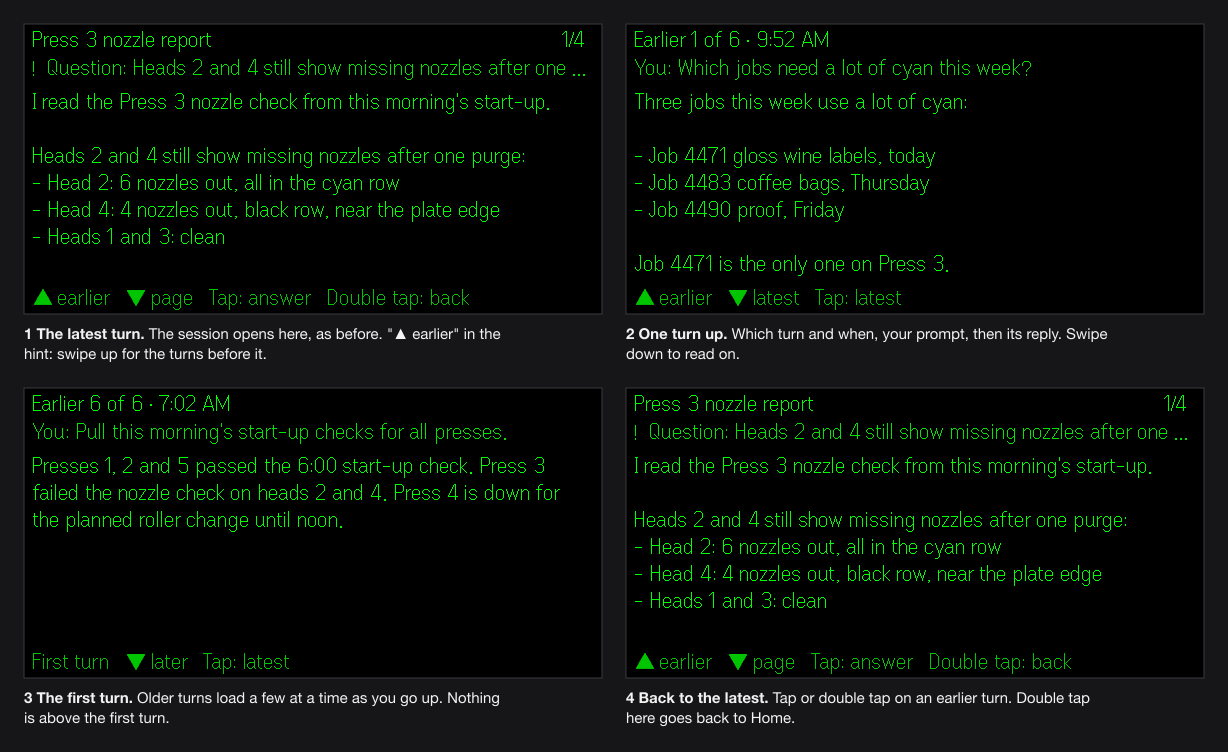 Press 3 nozzle report 1/4
! Question: Heads 2 and 4 still show missing nozzles after one ...
I read the Press 3 nozzle check from this morning's start-up.
Heads 2 and 4 still show missing nozzles after one purge:
- Head 2: 6 nozzles out, all in the cyan row
- Head 4: 4 nozzles out, black row, near the plate edge
- Heads 1 and 3: clean
▲ earlier ▼ page Tap: answer Double tap: back
1 The latest turn. The session opens here, as before. "▲ earlier" in the
hint: swipe up for the turns before it.
Earlier 1 of 6 · 9:52 AM
You: Which jobs need a lot of cyan this week?
Three jobs this week use a lot of cyan:
- Job 4471 gloss wine labels, today
- Job 4483 coffee bags, Thursday
- Job 4490 proof, Friday
Job 4471 is the only one on Press 3.
▲ earlier ▼ latest Tap: latest
2 One turn up. Which turn and when, your prompt, then its reply. Swipe
down to read on.
Earlier 6 of 6 · 7:02 AM
You: Pull this morning's start-up checks for all presses.
Presses 1, 2 and 5 passed the 6:00 start-up check. Press 3
failed the nozzle check on heads 2 and 4. Press 4 is down for
the planned roller change until noon.
First turn ▼ later Tap: latest
3 The first turn. Older turns load a few at a time as you go up. Nothing
is above the first turn.
Press 3 nozzle report 1/4
! Question: Heads 2 and 4 still show missing nozzles after one ...
I read the Press 3 nozzle check from this morning's start-up.
Heads 2 and 4 still show missing nozzles after one purge:
- Head 2: 6 nozzles out, all in the cyan row
- Head 4: 4 nozzles out, black row, near the plate edge
- Heads 1 and 3: clean
▲ earlier ▼ page Tap: answer Double tap: back
4 Back to the latest. Tap or double tap on an earlier turn. Double tap
here goes back to Home.